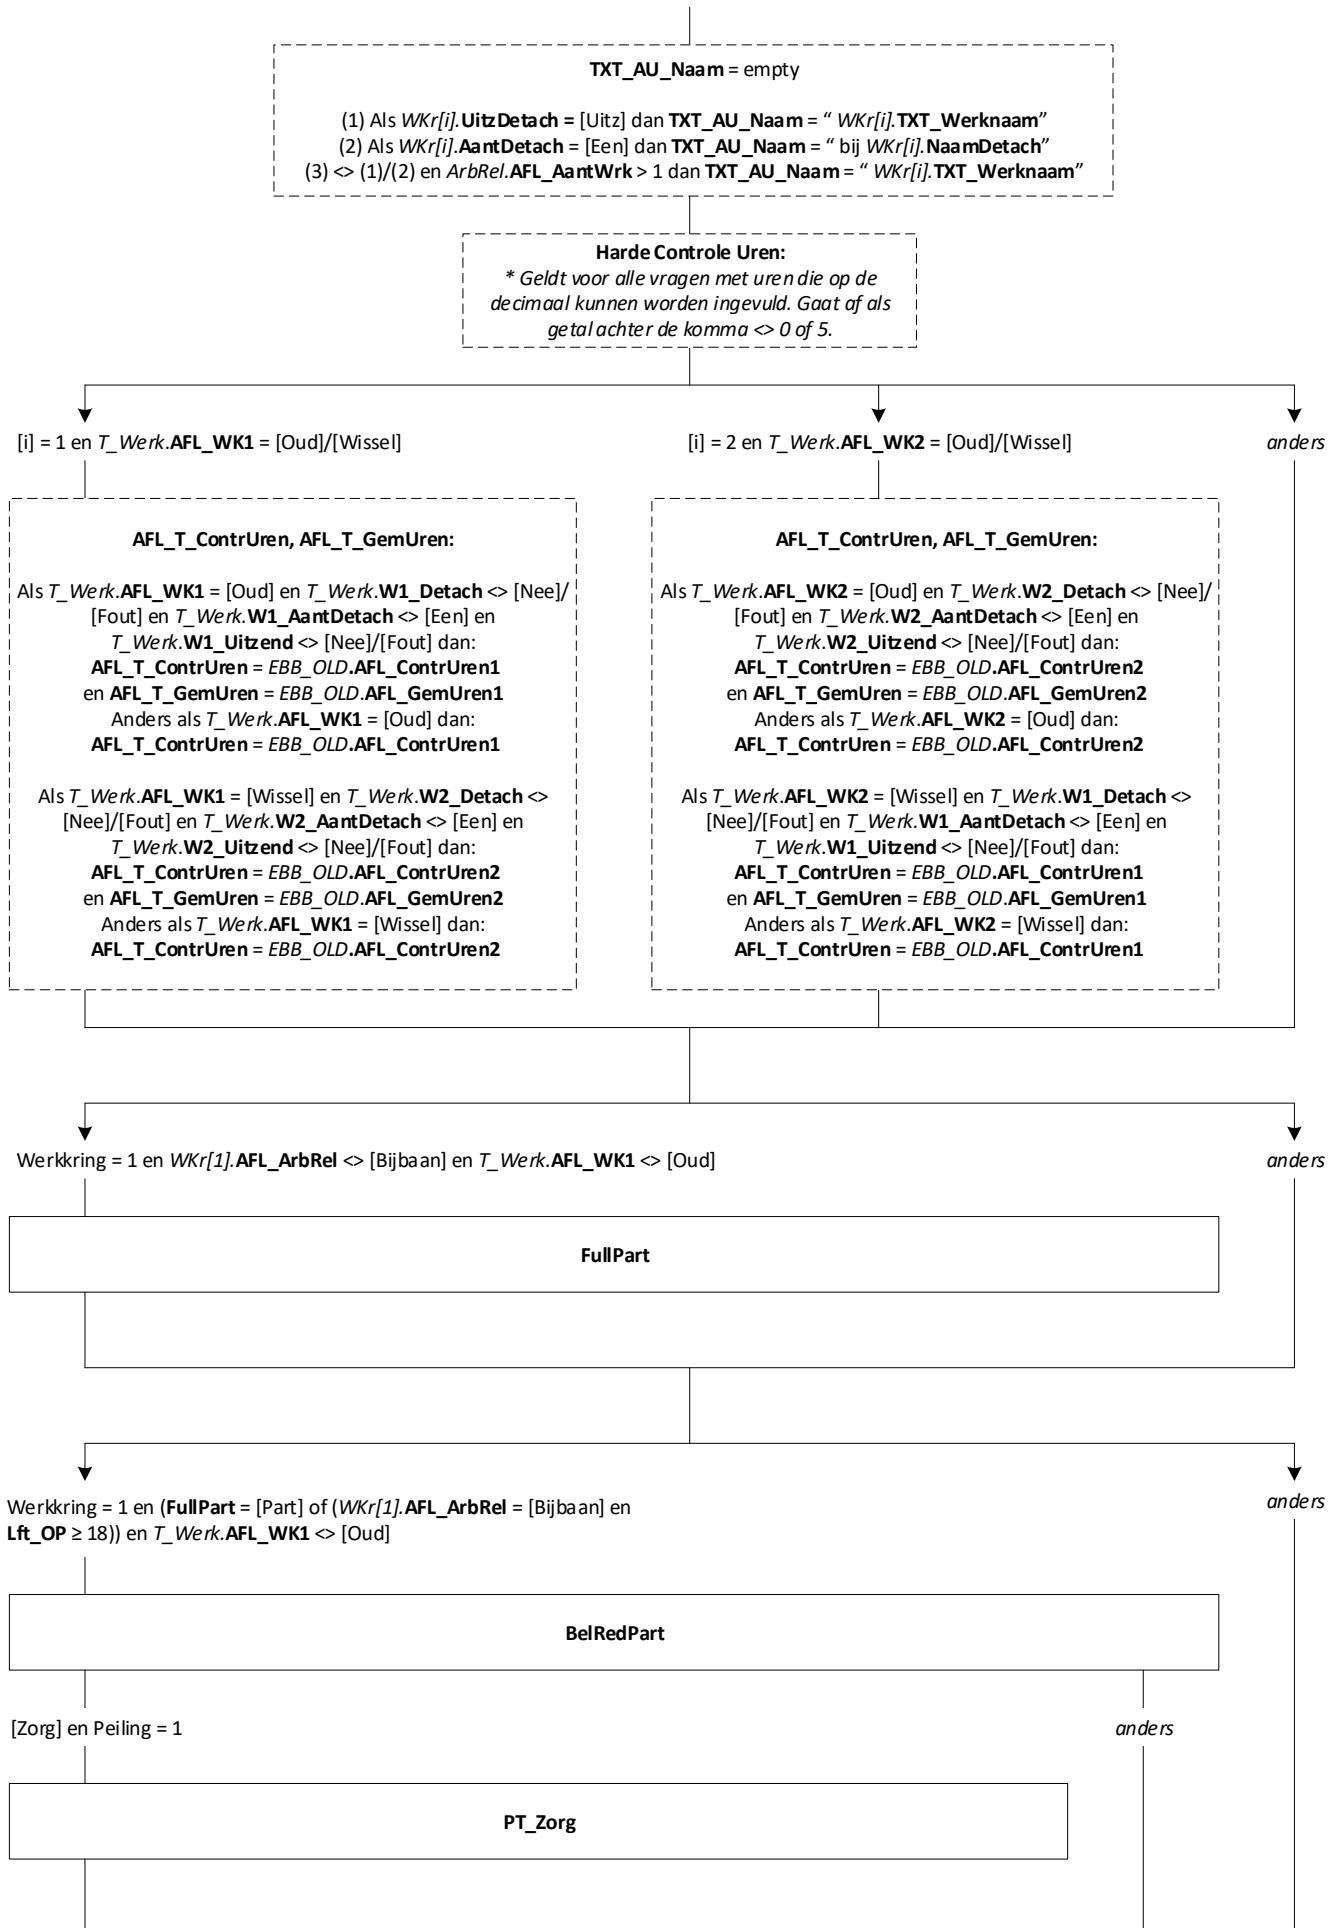 TXT_AU_Naam = empty
(1) Als WKr[i].UitzDetach = [Uitz] dan TXT_AU_Naam = “ WKr[i].TXT_Werknaam”
(2) Als WKr[i].AantDetach = [Een] dan TXT_AU_Naam = “ bij WKr[i].NaamDetach”
(3) <> (1)/(2) en ArbRel.AFL_AantWrk > 1 dan TXT_AU_Naam = “ WKr[i].TXT_Werknaam”
Harde Controle Uren:
* Geldt voor alle vragen met uren die op de
decimaal kunnen worden ingevuld. Gaat af als
getal achter de komma <> 0 of 5.
[i] = 1 en T_Werk.AFL_WK1 = [Oud]/[Wissel]
[i] = 2 en T_Werk.AFL_WK2 = [Oud]/[Wissel]
anders
AFL_T_ContrUren, AFL_T_GemUren:
Als T_Werk.AFL_WK1 = [Oud] en T_Werk.W1_Detach <> [Nee]/
[Fout] en T_Werk.W1_AantDetach <> [Een] en
T_Werk.W1_Uitzend <> [Nee]/[Fout] dan:
AFL_T_ContrUren = EBB_OLD.AFL_ContrUren1
en AFL_T_GemUren = EBB_OLD.AFL_GemUren1
Anders als T_Werk.AFL_WK1 = [Oud] dan:
AFL_T_ContrUren = EBB_OLD.AFL_ContrUren1
Als T_Werk.AFL_WK1 = [Wissel] en T_Werk.W2_Detach <>
[Nee]/[Fout] en T_Werk.W2_AantDetach <> [Een] en
T_Werk.W2_Uitzend <> [Nee]/[Fout] dan:
AFL_T_ContrUren = EBB_OLD.AFL_ContrUren2
en AFL_T_GemUren = EBB_OLD.AFL_GemUren2
Anders als T_Werk.AFL_WK1 = [Wissel] dan:
AFL_T_ContrUren = EBB_OLD.AFL_ContrUren2
AFL_T_ContrUren, AFL_T_GemUren:
Als T_Werk.AFL_WK2 = [Oud] en T_Werk.W2_Detach <> [Nee]/
[Fout] en T_Werk.W2_AantDetach <> [Een] en
T_Werk.W2_Uitzend <> [Nee]/[Fout] dan:
AFL_T_ContrUren = EBB_OLD.AFL_ContrUren2
en AFL_T_GemUren = EBB_OLD.AFL_GemUren2
Anders als T_Werk.AFL_WK2 = [Oud] dan:
AFL_T_ContrUren = EBB_OLD.AFL_ContrUren2
Als T_Werk.AFL_WK2 = [Wissel] en T_Werk.W1_Detach <>
[Nee]/[Fout] en T_Werk.W1_AantDetach <> [Een] en
T_Werk.W1_Uitzend <> [Nee]/[Fout] dan:
AFL_T_ContrUren = EBB_OLD.AFL_ContrUren1
en AFL_T_GemUren = EBB_OLD.AFL_GemUren1
Anders als T_Werk.AFL_WK2 = [Wissel] dan:
AFL_T_ContrUren = EBB_OLD.AFL_ContrUren1
Werkkring = 1 en WKr[1].AFL_ArbRel <> [Bijbaan] en T_Werk.AFL_WK1 <> [Oud]
anders
FullPart
Werkkring = 1 en (FullPart = [Part] of (WKr[1].AFL_ArbRel = [Bijbaan] en
Lft_OP ≥ 18)) en T_Werk.AFL_WK1 <> [Oud]
anders
BelRedPart
[Zorg] en Peiling = 1
anders
PT_Zorg